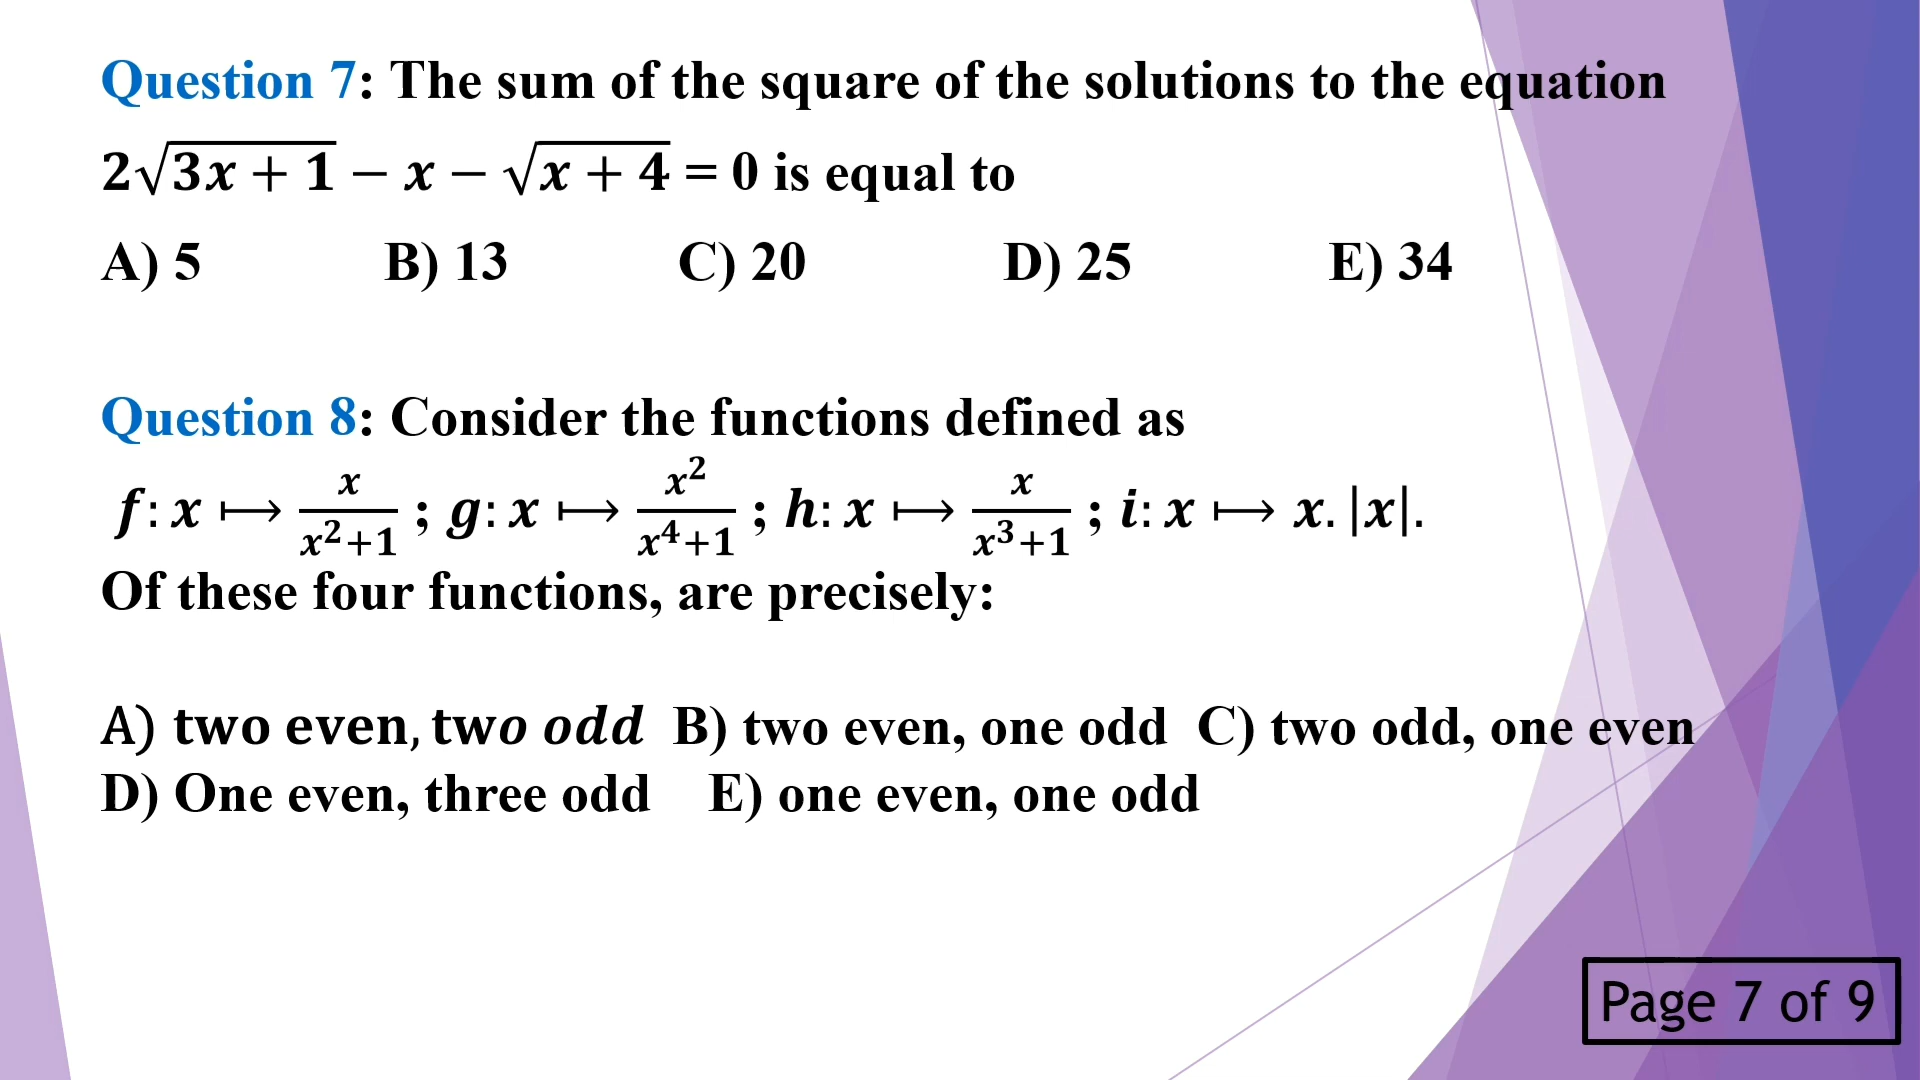 Question 7: The sum of the square of the solutions to the equation
2√(3x + 1) − x − √(x + 4) = 0 is equal to
A) 5 B) 13 C) 20 D) 25 E) 34
Question 8: Consider the functions defined as
f: x ⟼ x/(x²+1) ; g: x ⟼ x²/(x⁴+1) ; h: x ⟼ x/(x³+1) ; i: x ⟼ x. |x|.
Of these four functions, are precisely:
A) two even, two odd B) two even, one odd C) two odd, one even
D) One even, three odd E) one even, one odd
Page 7 of 9